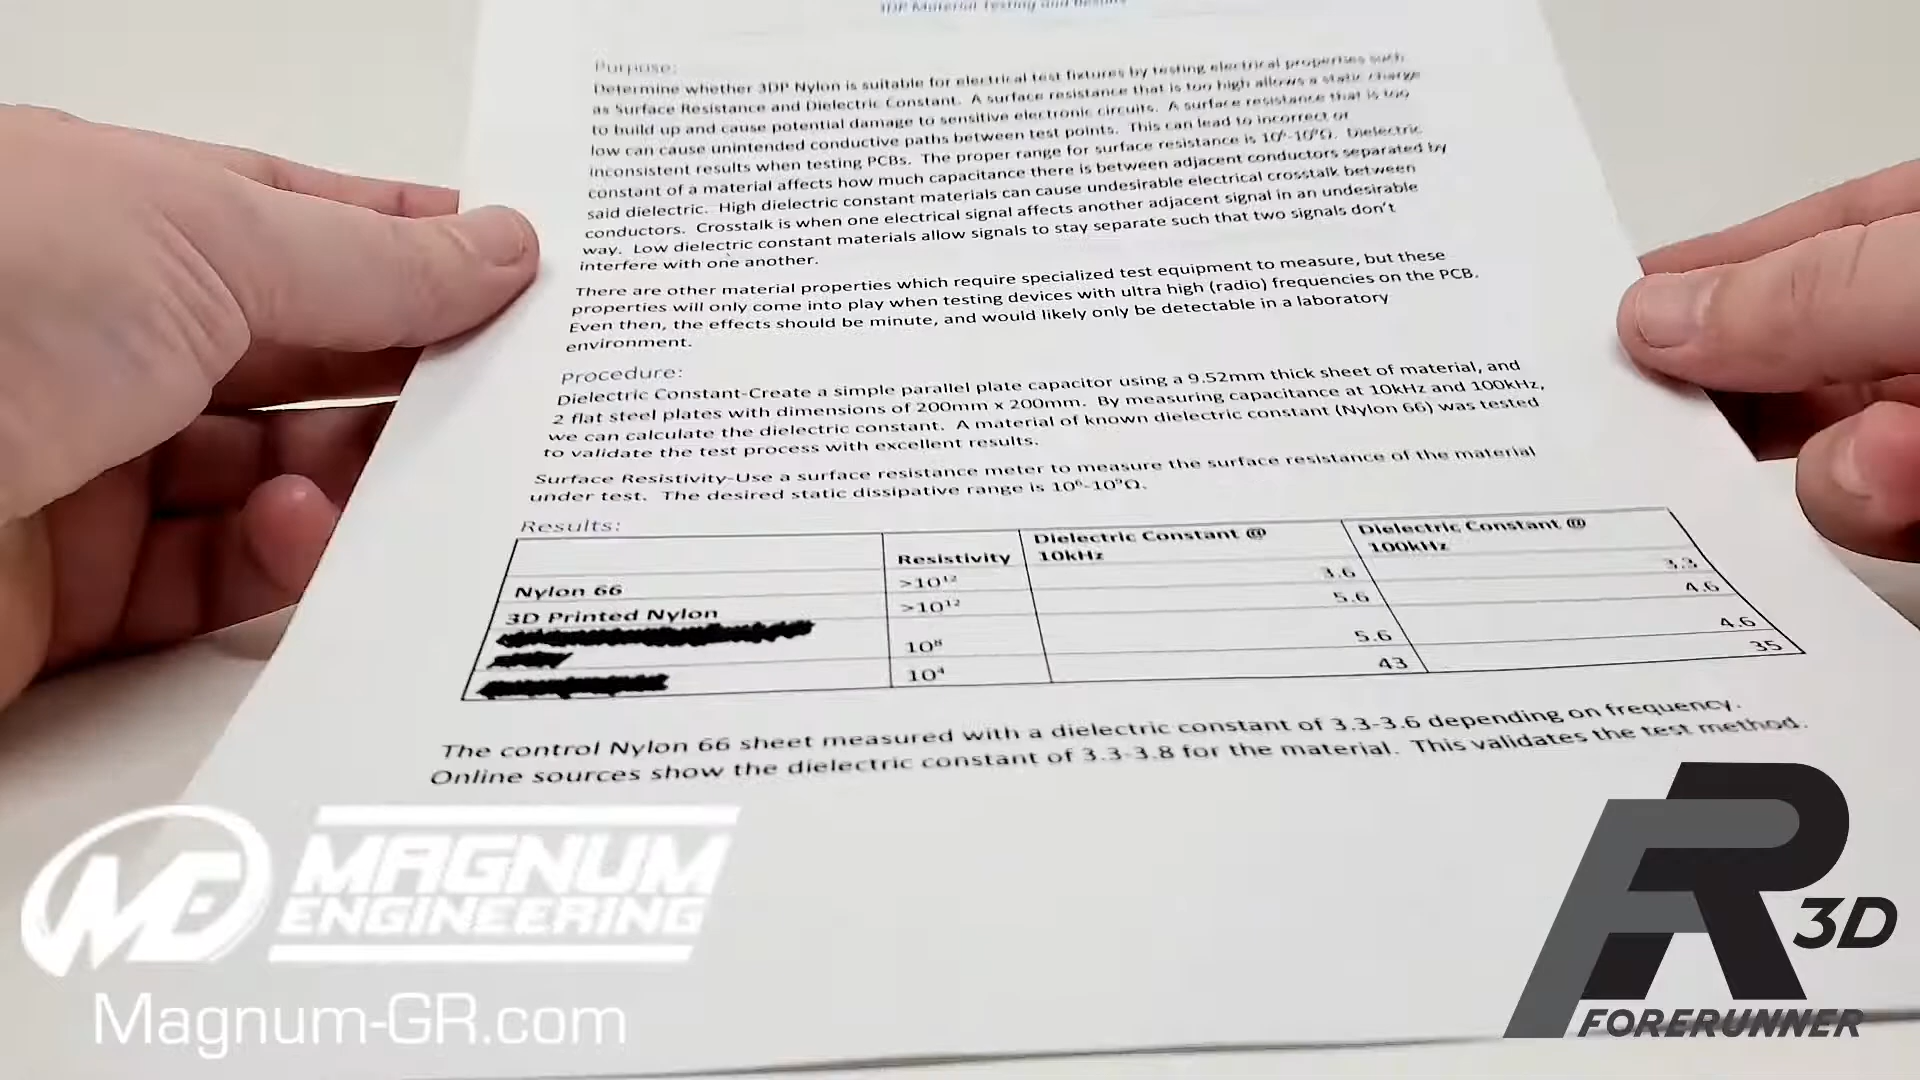 3DP Material Testing and Results
Purpose:
Determine whether 3DP Nylon is suitable for electrical test fixtures by testing electrical properties such
as Surface Resistance and Dielectric Constant. A surface resistance that is too high allows a static charge
to build up and cause potential damage to sensitive electronic circuits. A surface resistance that is too
low can cause unintended conductive paths between test points. This can lead to incorrect or
inconsistent results when testing PCBs. The proper range for surface resistance is 10⁶-10⁹Ω. Dielectric
constant of a material affects how much capacitance there is between adjacent conductors separated by
said dielectric. High dielectric constant materials can cause undesirable electrical crosstalk between
conductors. Crosstalk is when one electrical signal affects another adjacent signal in an undesirable
way. Low dielectric constant materials allow signals to stay separate such that two signals don't
interfere with one another.
There are other material properties which require specialized test equipment to measure, but these
properties will only come into play when testing devices with ultra high (radio) frequencies on the PCB.
Even then, the effects should be minute, and would likely only be detectable in a laboratory
environment.
Procedure:
Dielectric Constant-Create a simple parallel plate capacitor using a 9.52mm thick sheet of material, and
2 flat steel plates with dimensions of 200mm x 200mm. By measuring capacitance at 10kHz and 100kHz,
we can calculate the dielectric constant. A material of known dielectric constant (Nylon 66) was tested
to validate the test process with excellent results.
Surface Resistivity-Use a surface resistance meter to measure the surface resistance of the material
under test. The desired static dissipative range is 10⁶-10⁹Ω.
Results:
Resistivity Dielectric Constant @ 10kHz Dielectric Constant @ 100kHz
Nylon 66 >10¹² 3.6 3.3
3D Printed Nylon >10¹² 5.6 4.6
10⁸ 5.6 4.6
10⁴ 43 35
The control Nylon 66 sheet measured with a dielectric constant of 3.3-3.6 depending on frequency.
Online sources show the dielectric constant of 3.3-3.8 for the material. This validates the test method.
ME MAGNUM
ENGINEERING
Magnum-GR.com
FR 3D
FORERUNNER